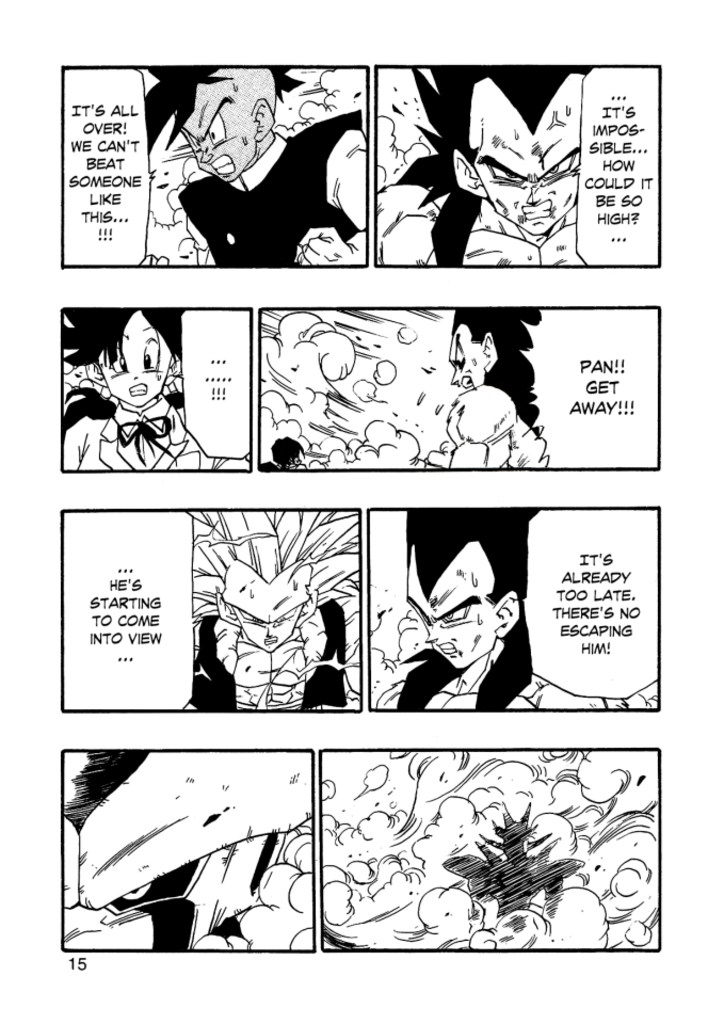 ...
IT'S
IMPOS-
SIBLE...
HOW
COULD IT
BE SO
HIGH?
...
IT'S ALL
OVER!
WE CAN'T
BEAT
SOMEONE
LIKE
THIS...
!!!
PAN!!
GET
AWAY!!!
...
.....
!!!
IT'S
ALREADY
TOO LATE.
THERE'S NO
ESCAPING
HIM!
...
HE'S
STARTING
TO COME
INTO VIEW
...
15